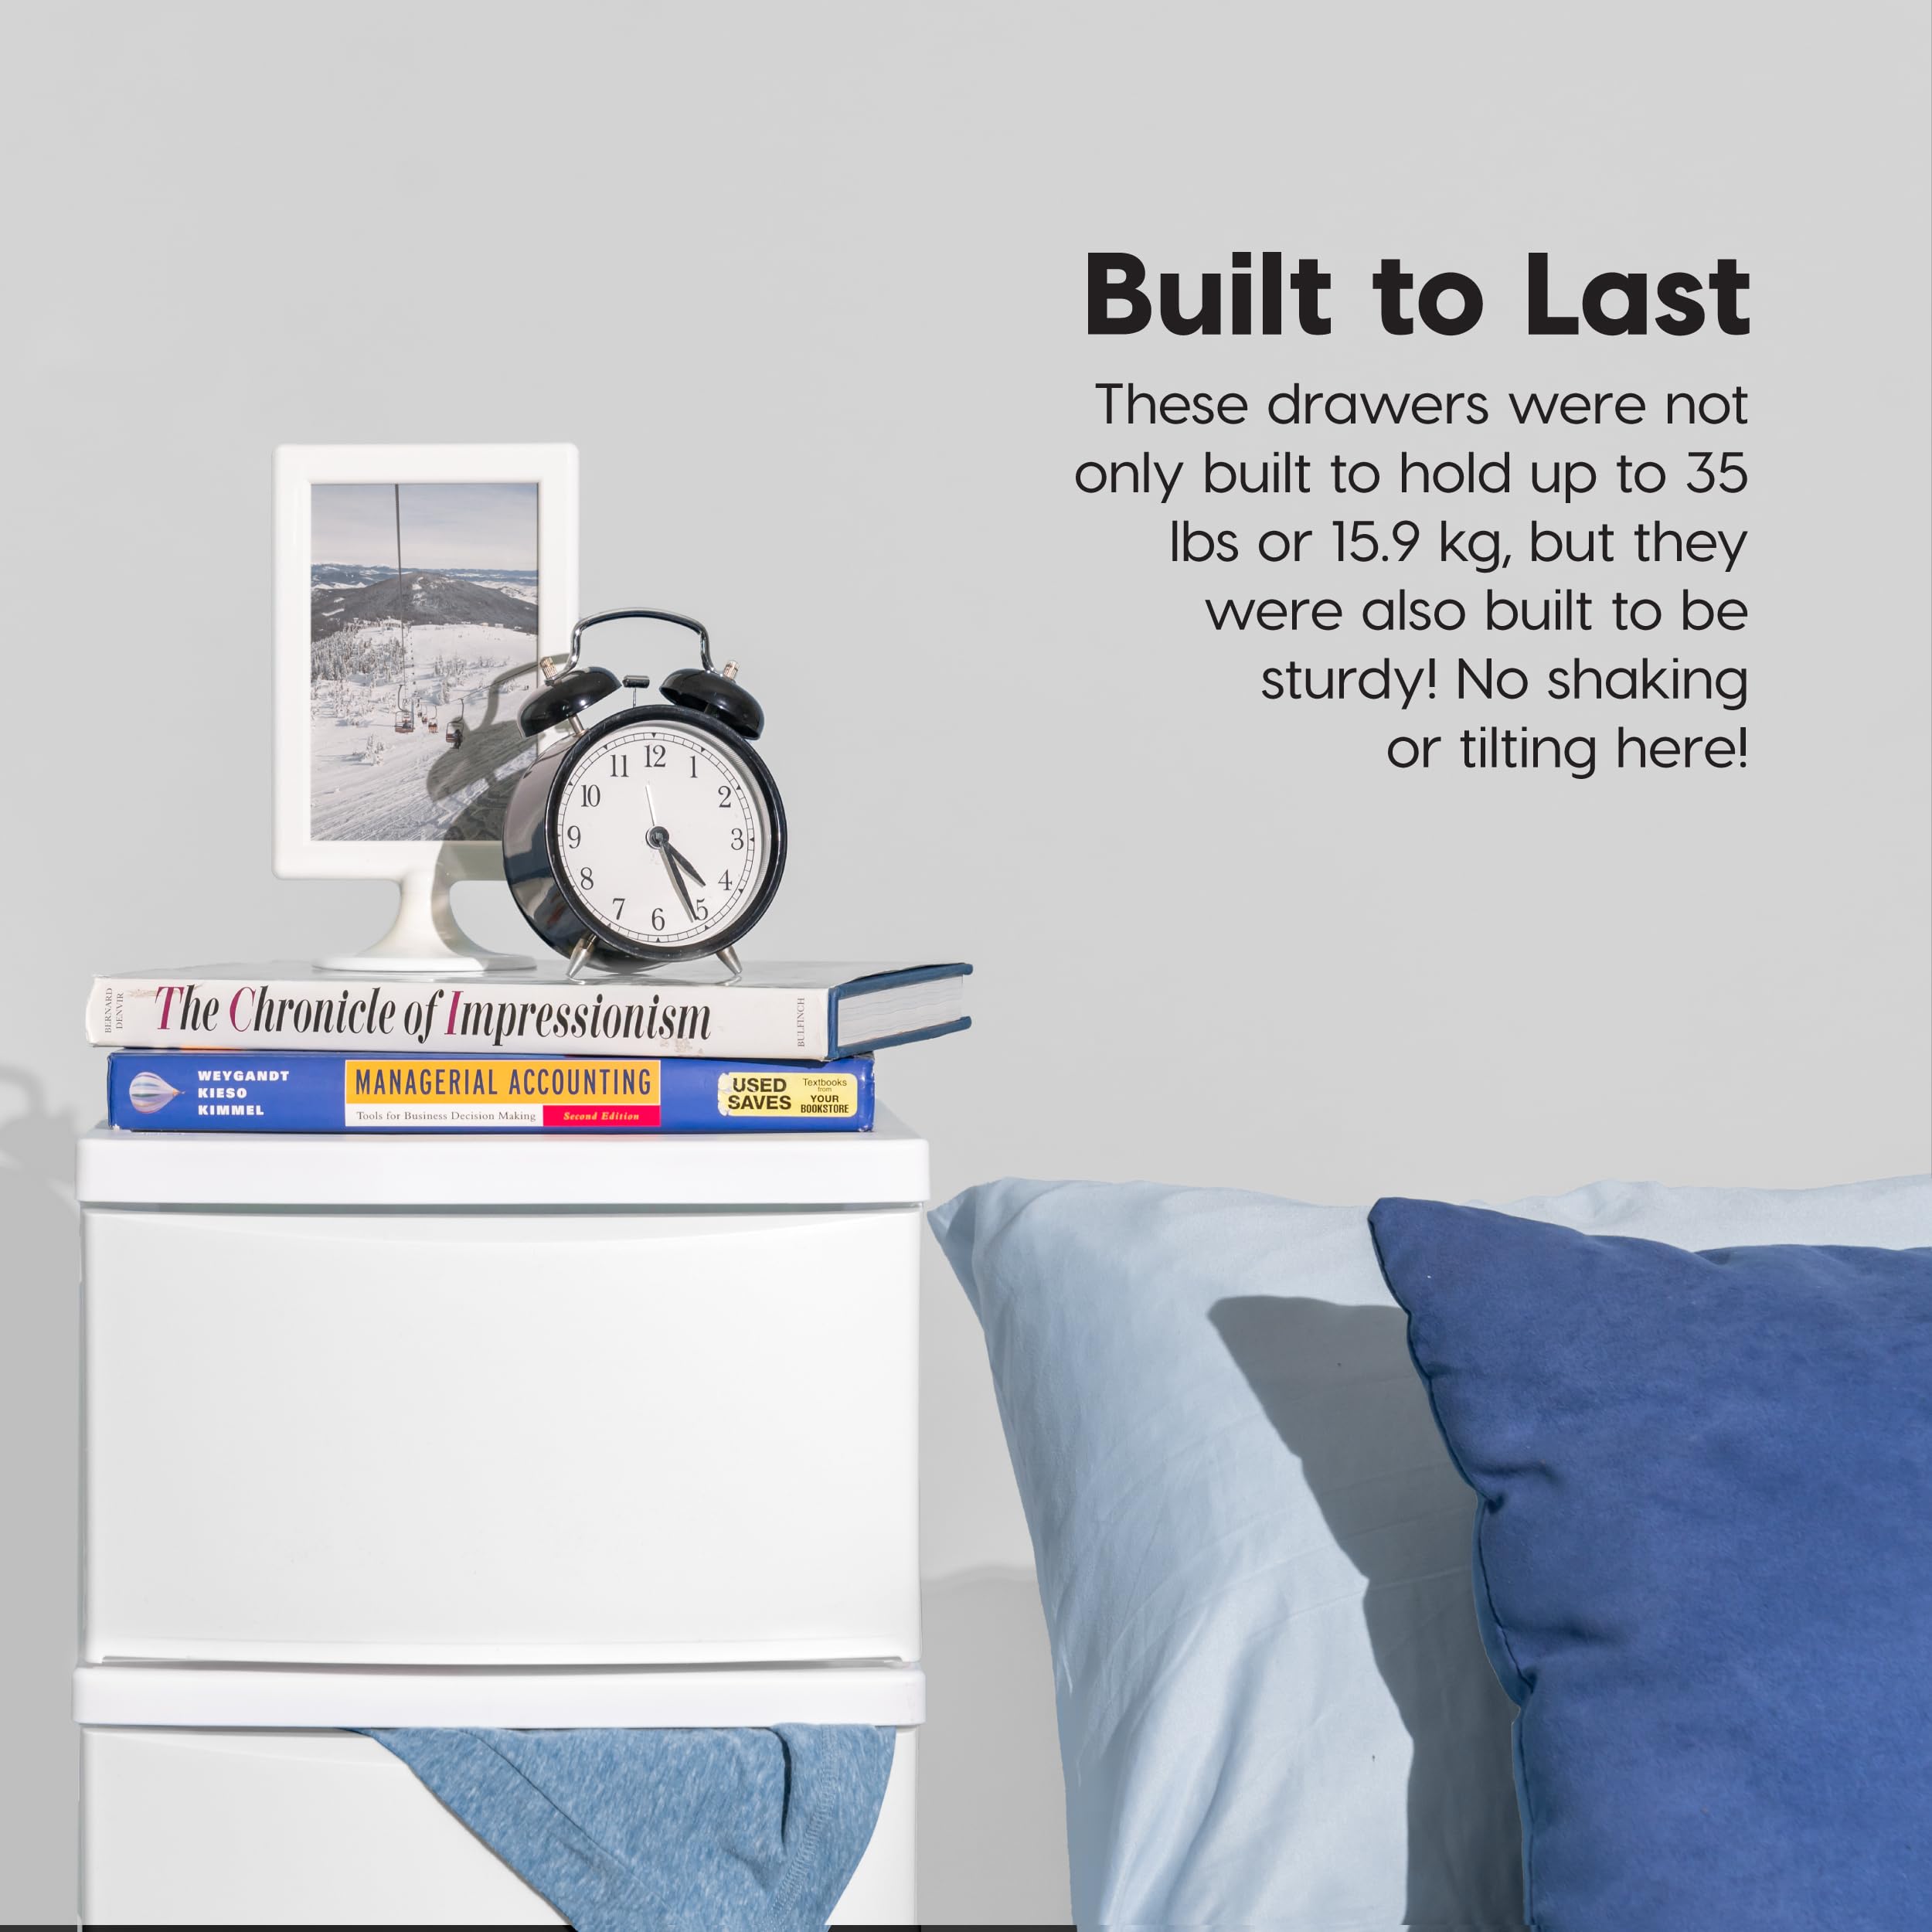 Built to Last
These drawers were not
only built to hold up to 35
lbs or 15.9 kg, but they
were also built to be
sturdy! No shaking
or tilting here!
12
11
1
10
2
9
3
8
4
7
6
5
BERNARD
DENVIR
The Chronicle of Impressionism
BULFINCH
WEYGANDT
KIESO
KIMMEL
MANAGERIAL ACCOUNTING
Tools for Business Decision Making
Second Edition
USED
SAVES
Textbooks
from
YOUR
BOOKSTORE